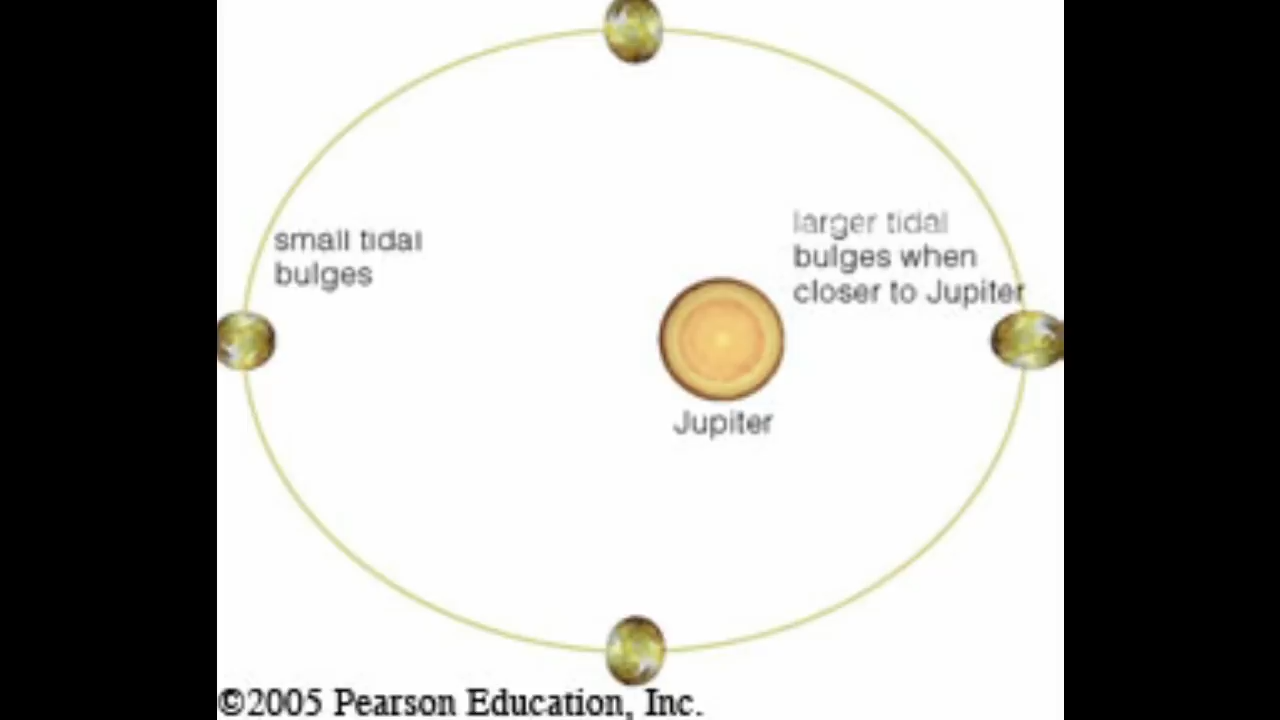 small tidal
bulges
larger tidal
bulges when
closer to Jupiter
Jupiter
©2005 Pearson Education, Inc.